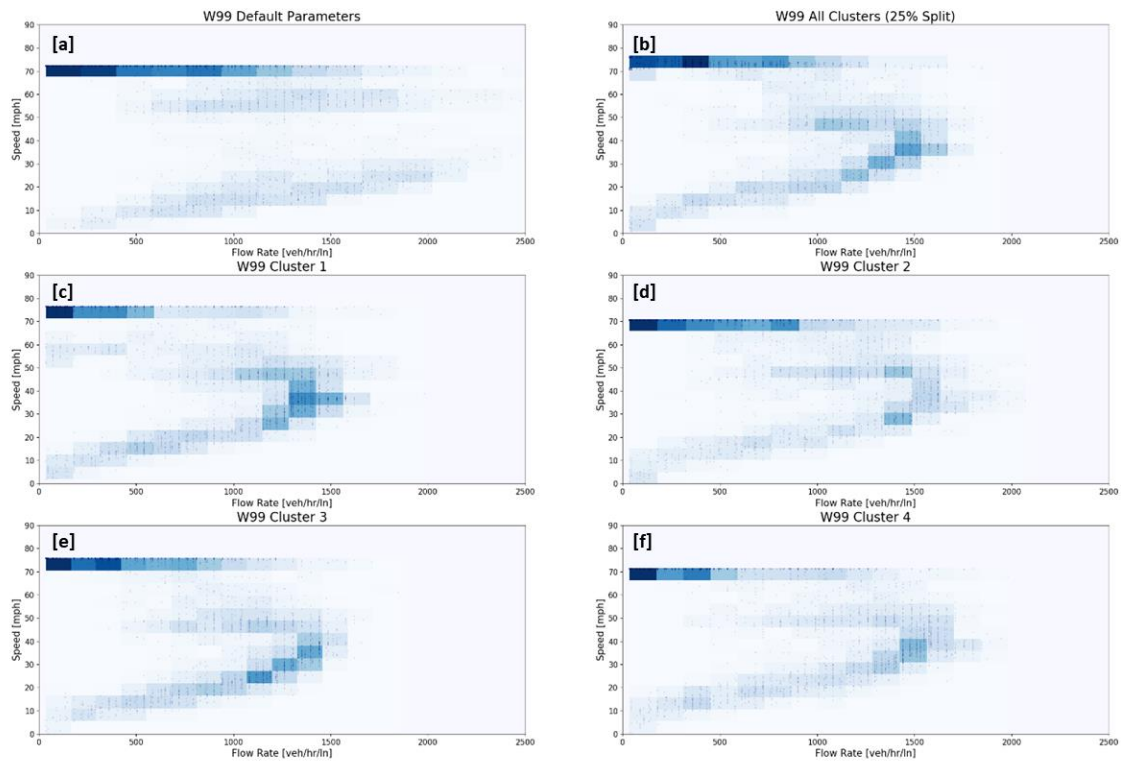 W99 Default Parameters
[a]
Speed [mph]
90
80
70
60
50
40
30
20
10
0
0 500 1000 1500 2000 2500
Flow Rate [veh/hr/ln]
W99 All Clusters (25% Split)
[b]
Speed [mph]
90
80
70
60
50
40
30
20
10
0
0 500 1000 1500 2000 2500
Flow Rate [veh/hr/ln]
W99 Cluster 1
[c]
Speed [mph]
90
80
70
60
50
40
30
20
10
0
0 500 1000 1500 2000 2500
Flow Rate [veh/hr/ln]
W99 Cluster 2
[d]
Speed [mph]
90
80
70
60
50
40
30
20
10
0
0 500 1000 1500 2000 2500
Flow Rate [veh/hr/ln]
W99 Cluster 3
[e]
Speed [mph]
90
80
70
60
50
40
30
20
10
0
0 500 1000 1500 2000 2500
Flow Rate [veh/hr/ln]
W99 Cluster 4
[f]
Speed [mph]
90
80
70
60
50
40
30
20
10
0
0 500 1000 1500 2000 2500
Flow Rate [veh/hr/ln]